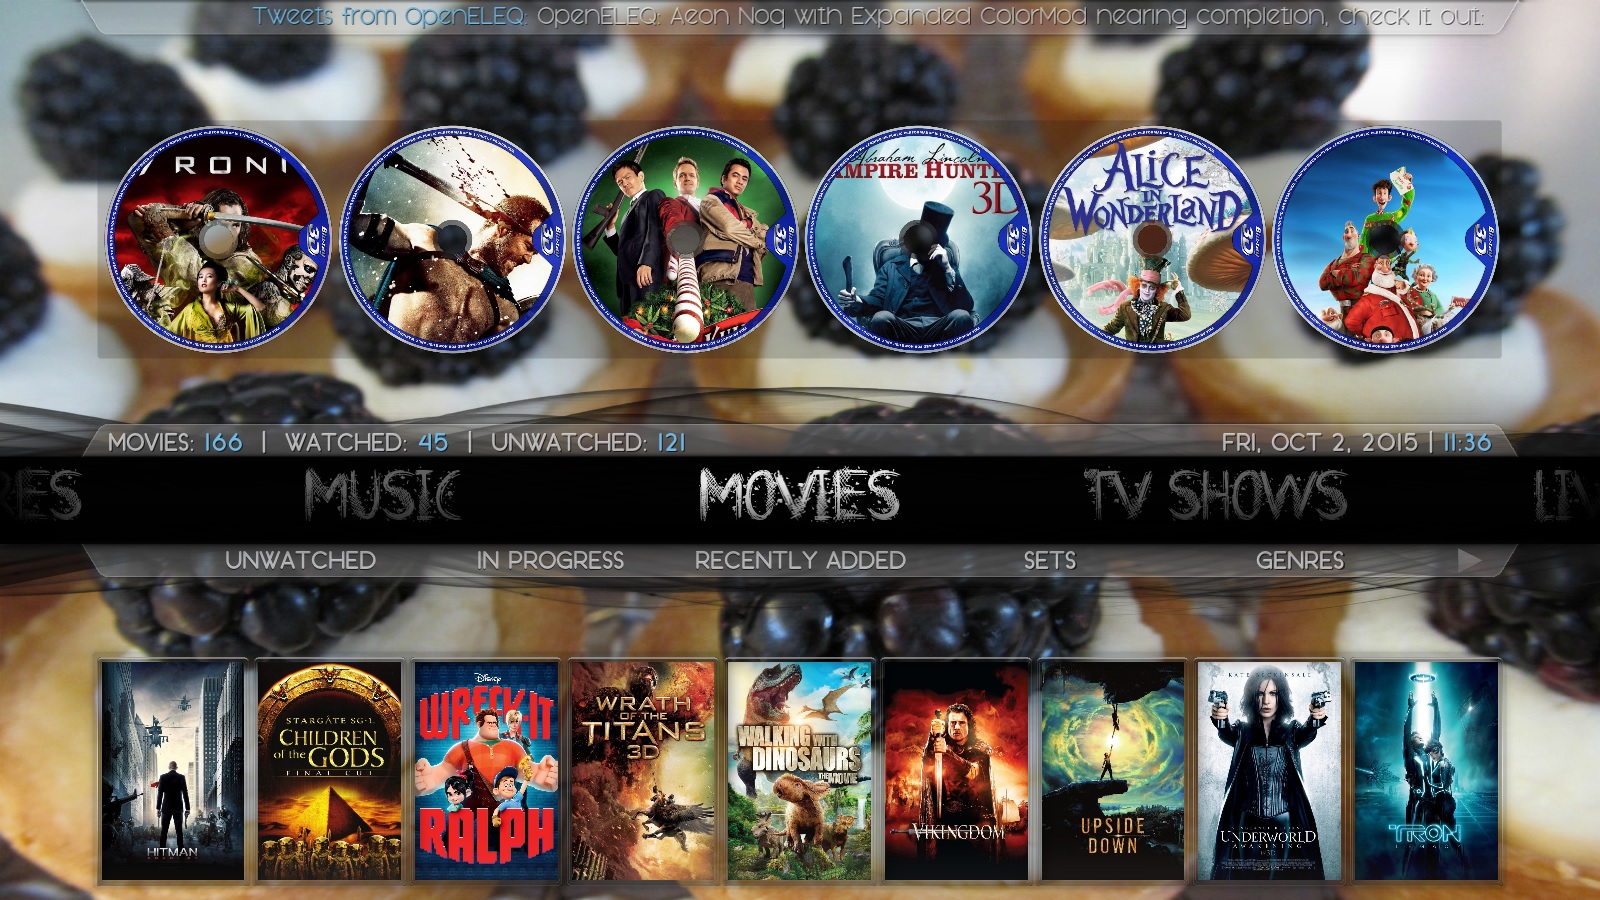 Tweets from OpenELEQ: OpenELEQ: Aeon Noq with Expanded ColorMod nearing completion, check it out:
RONI
Abraham Lincoln
AMPIRE HUNTE
3D
ALICE
IN
WONDERLAND
MOVIES: 166 | WATCHED: 45 | UNWATCHED: 121
FRI, OCT 2, 2015 | 11:36
RES MUSIC MOVIES TV SHOWS LIV
UNWATCHED IN PROGRESS RECENTLY ADDED SETS GENRES
HITMAN
STARGATE SG·1
CHILDREN
of the GODS
FINAL CUT
Disney
WRECK-IT
RALPH
WRATH
OF THE
TITANS
3D
WALKING WITH
DINOSAURS
THE MOVIE
VIKINGDOM
UPSIDE
DOWN
KATE BECKINSALE
UNDERWORLD
AWAKENING
TRON